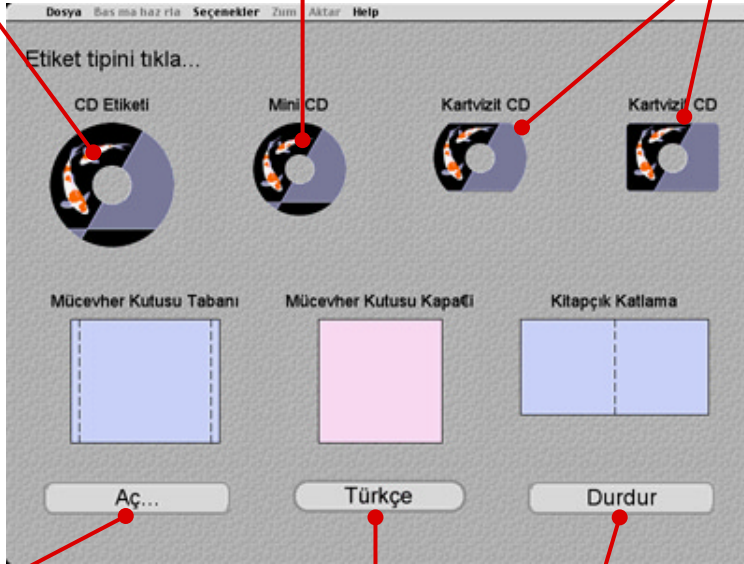 Dosya Bas ma haz rla Seçenekler Zum Aktar Help
Etiket tipini tıkla...
CD Etiketi Mini CD Kartvizit CD Kartvizit CD
Mücevher Kutusu Tabanı Mücevher Kutusu Kapa€i Kitapçık Katlama
Aç... Türkçe Durdur